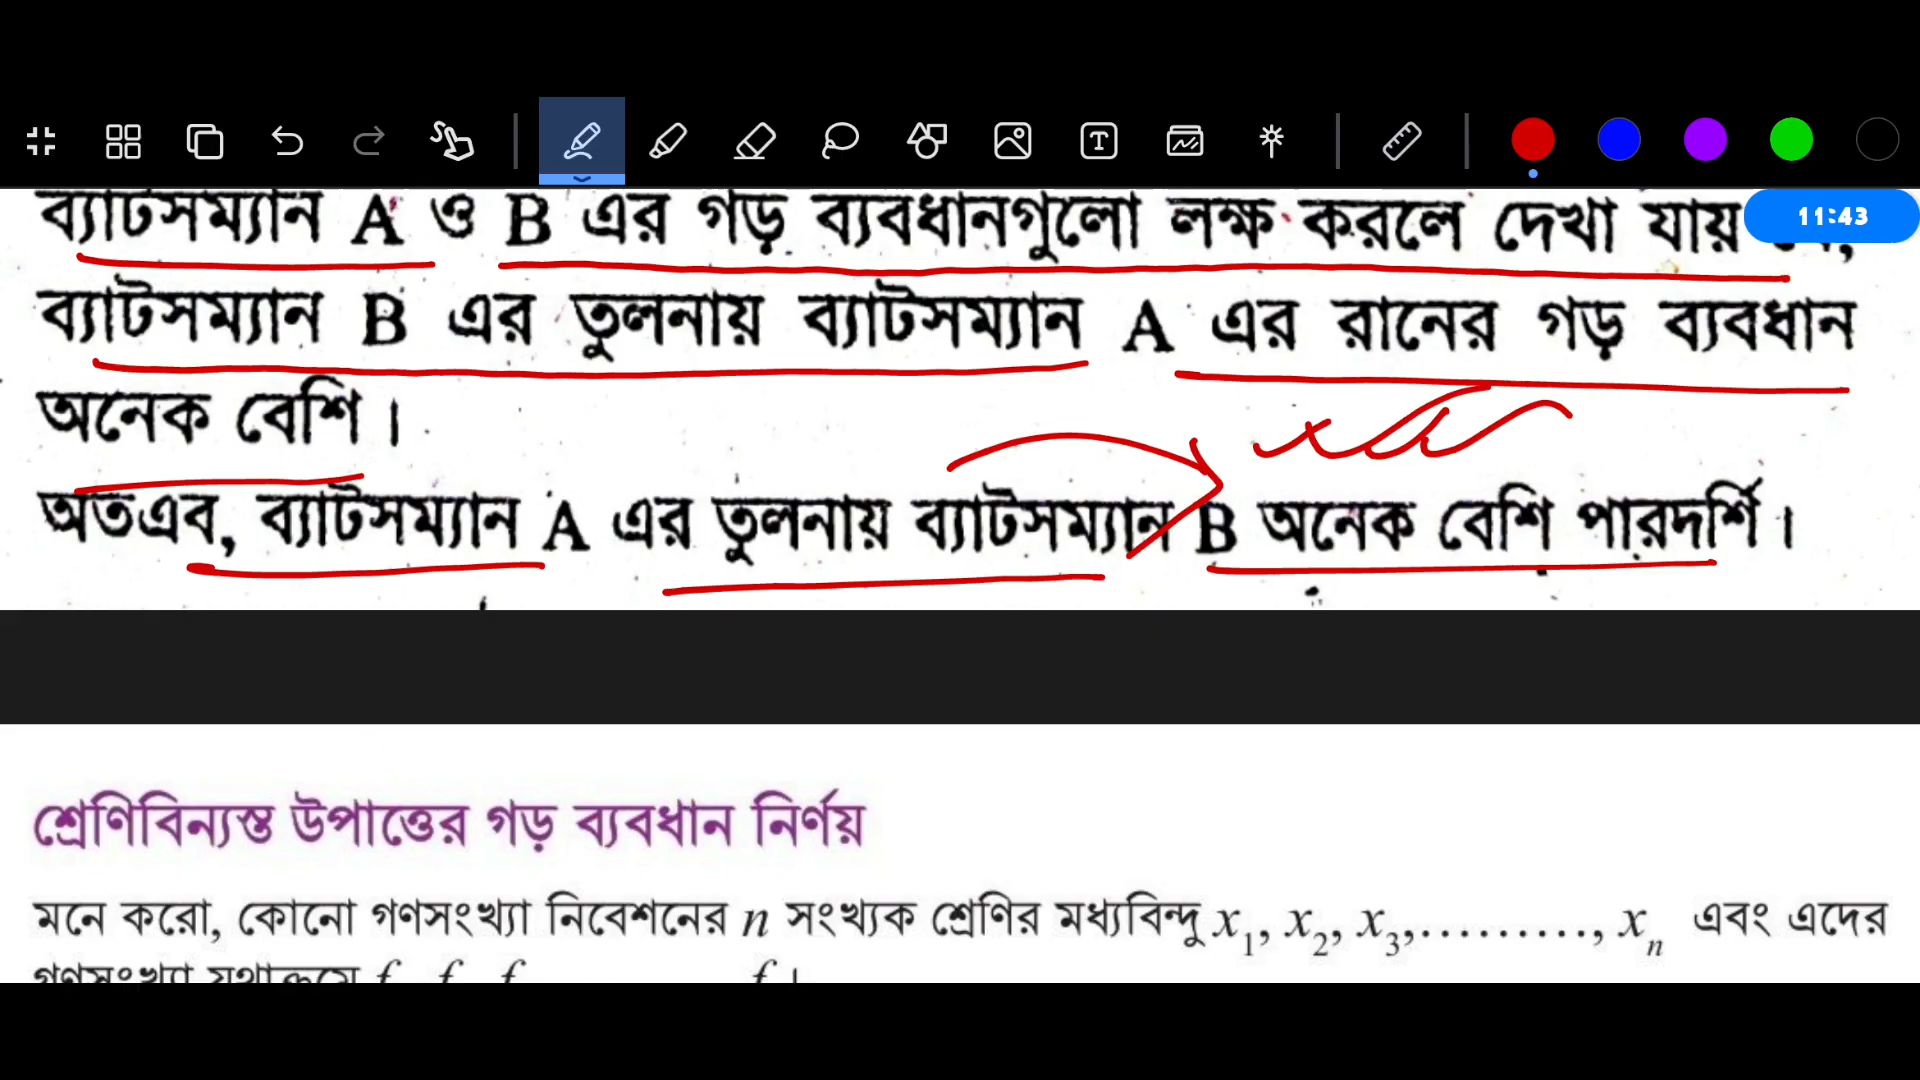 11:43
ব্যাটসম্যান A ও B এর গড় ব্যবধানগুলো লক্ষ করলে দেখা যায়
ব্যাটসম্যান B এর তুলনায় ব্যাটসম্যান A এর রানের গড় ব্যবধান
অনেক বেশি।
অতএব, ব্যাটসম্যান A এর তুলনায় ব্যাটসম্যান B অনেক বেশি পারদর্শি।
শ্রেণিবিন্যস্ত উপাত্তের গড় ব্যবধান নির্ণয়
মনে করো, কোনো গণসংখ্যা নিবেশনের n সংখ্যক শ্রেণির মধ্যবিন্দু x₁, x₂, x₃,.........., xₙ এবং এদের